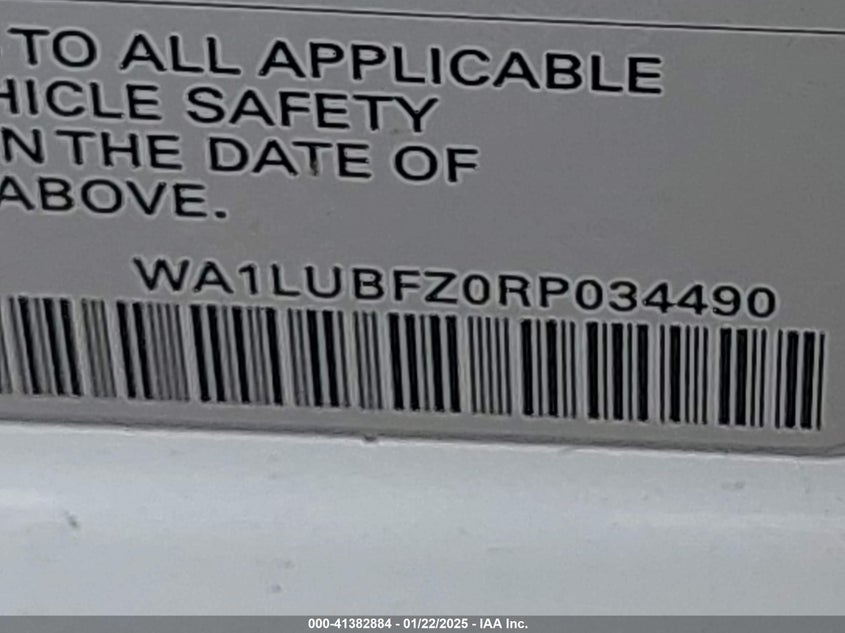 TO ALL APPLICABLE
HICLE SAFETY
N THE DATE OF
ABOVE.
WA1LUBFZ0RP034490
000-41382884 - 01/22/2025 - IAA Inc.